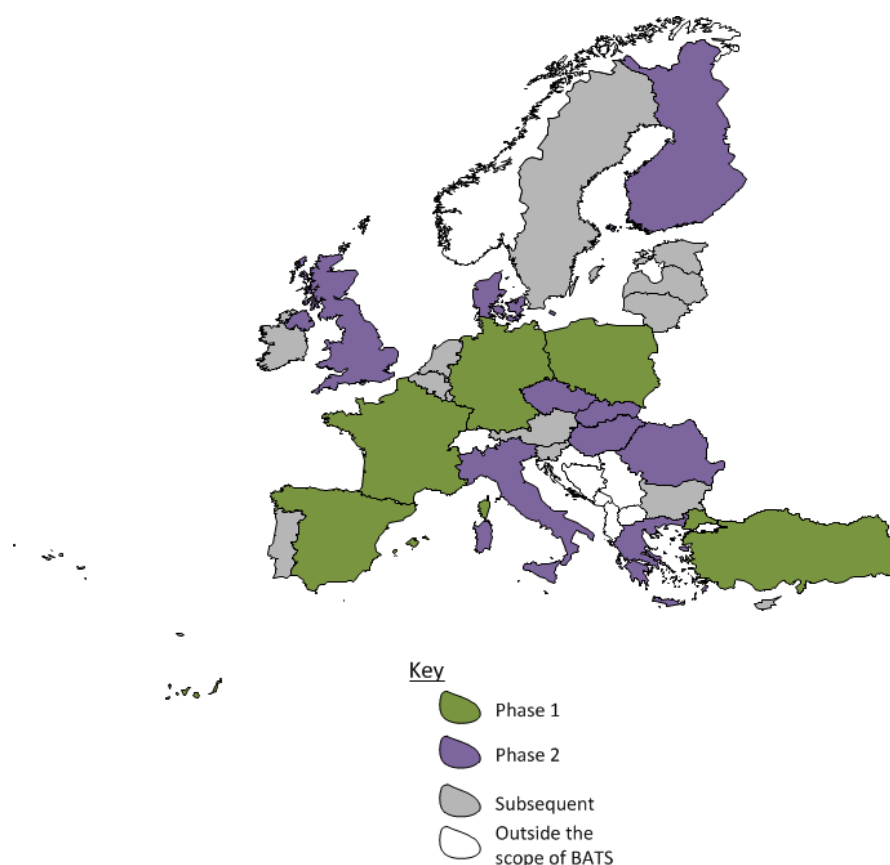 Key
Phase 1
Phase 2
Subsequent
Outside the
scope of BATS